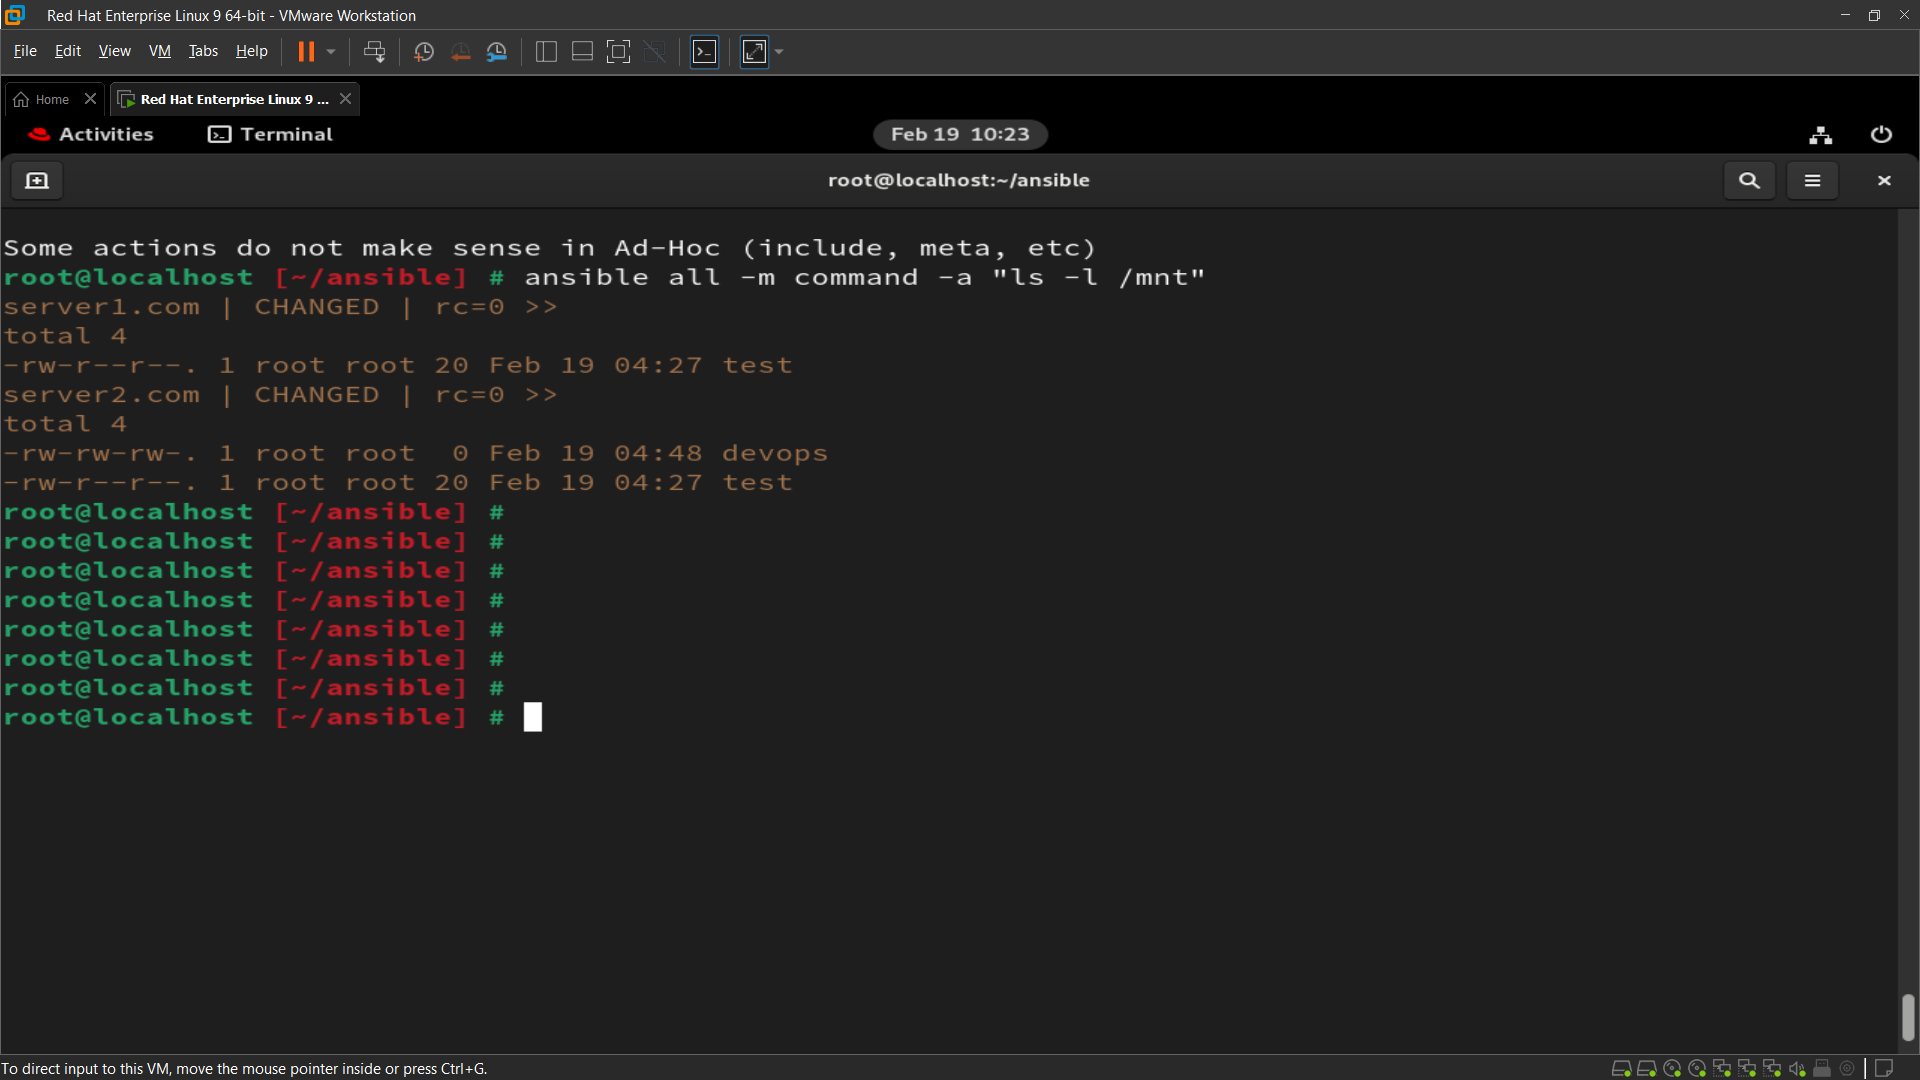 Red Hat Enterprise Linux 9 64-bit - VMware Workstation
File Edit View VM Tabs Help
Home Red Hat Enterprise Linux 9 ...
Activities Terminal Feb 19 10:23
root@localhost:~/ansible
Some actions do not make sense in Ad-Hoc (include, meta, etc)
root@localhost [~/ansible] # ansible all -m command -a "ls -l /mnt"
server1.com | CHANGED | rc=0 >>
total 4
-rw-r--r--. 1 root root 20 Feb 19 04:27 test
server2.com | CHANGED | rc=0 >>
total 4
-rw-rw-rw-. 1 root root  0 Feb 19 04:48 devops
-rw-r--r--. 1 root root 20 Feb 19 04:27 test
root@localhost [~/ansible] #
root@localhost [~/ansible] #
root@localhost [~/ansible] #
root@localhost [~/ansible] #
root@localhost [~/ansible] #
root@localhost [~/ansible] #
root@localhost [~/ansible] #
root@localhost [~/ansible] #
To direct input to this VM, move the mouse pointer inside or press Ctrl+G.